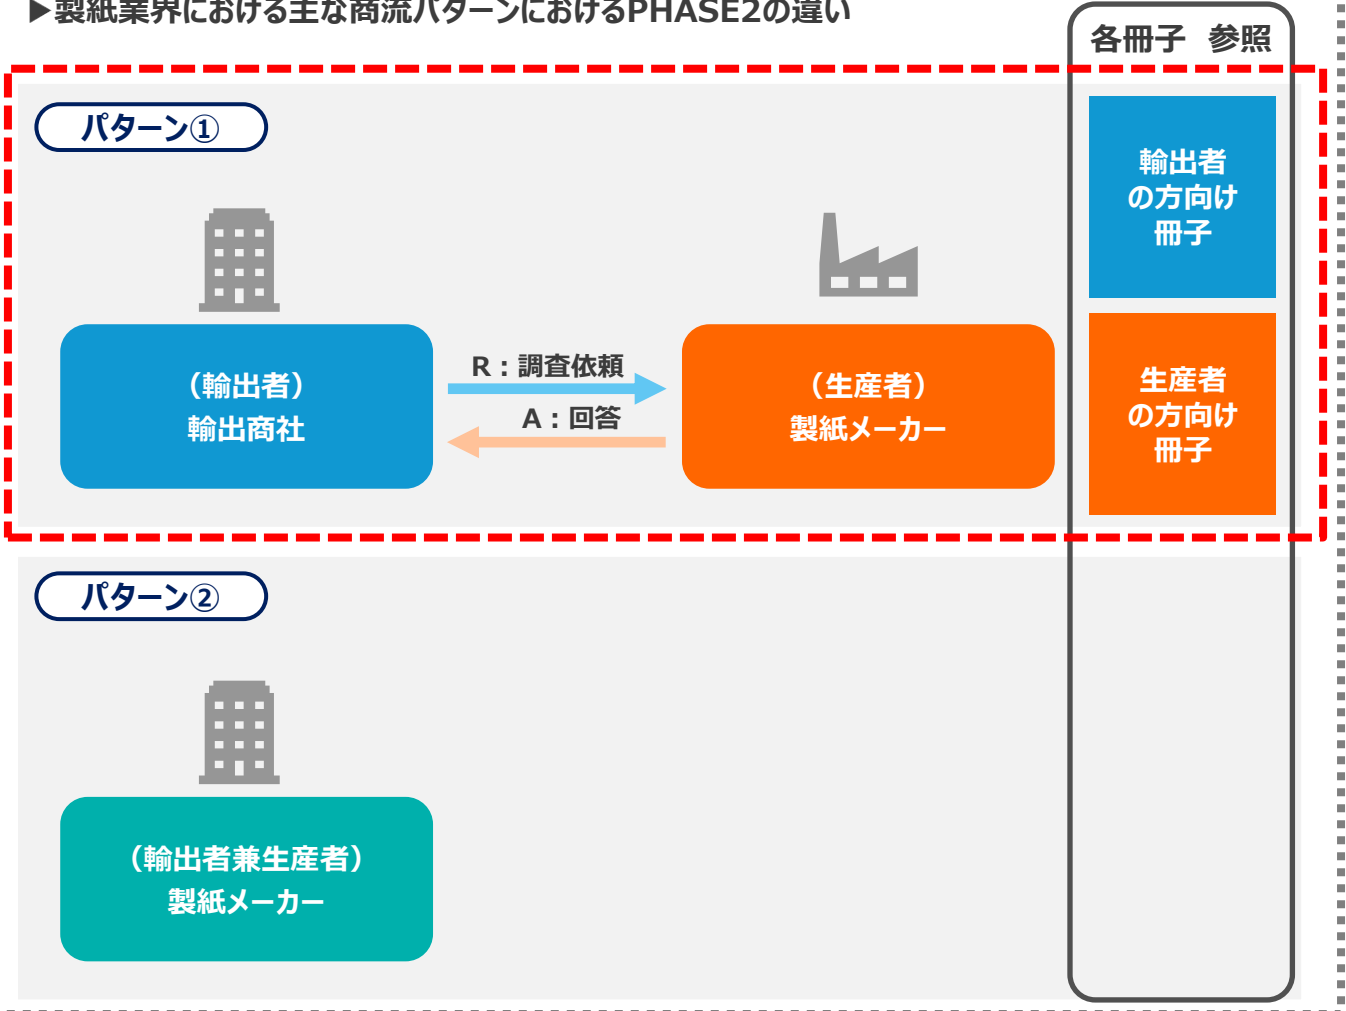 ▶製紙業界における主な商流パターンにおけるPHASE2の違い
各冊子 参照
パターン①
輸出者
の方向け
冊子
（輸出者）
輸出商社
R：調査依頼
A：回答
（生産者）
製紙メーカー
生産者
の方向け
冊子
パターン②
（輸出者兼生産者）
製紙メーカー